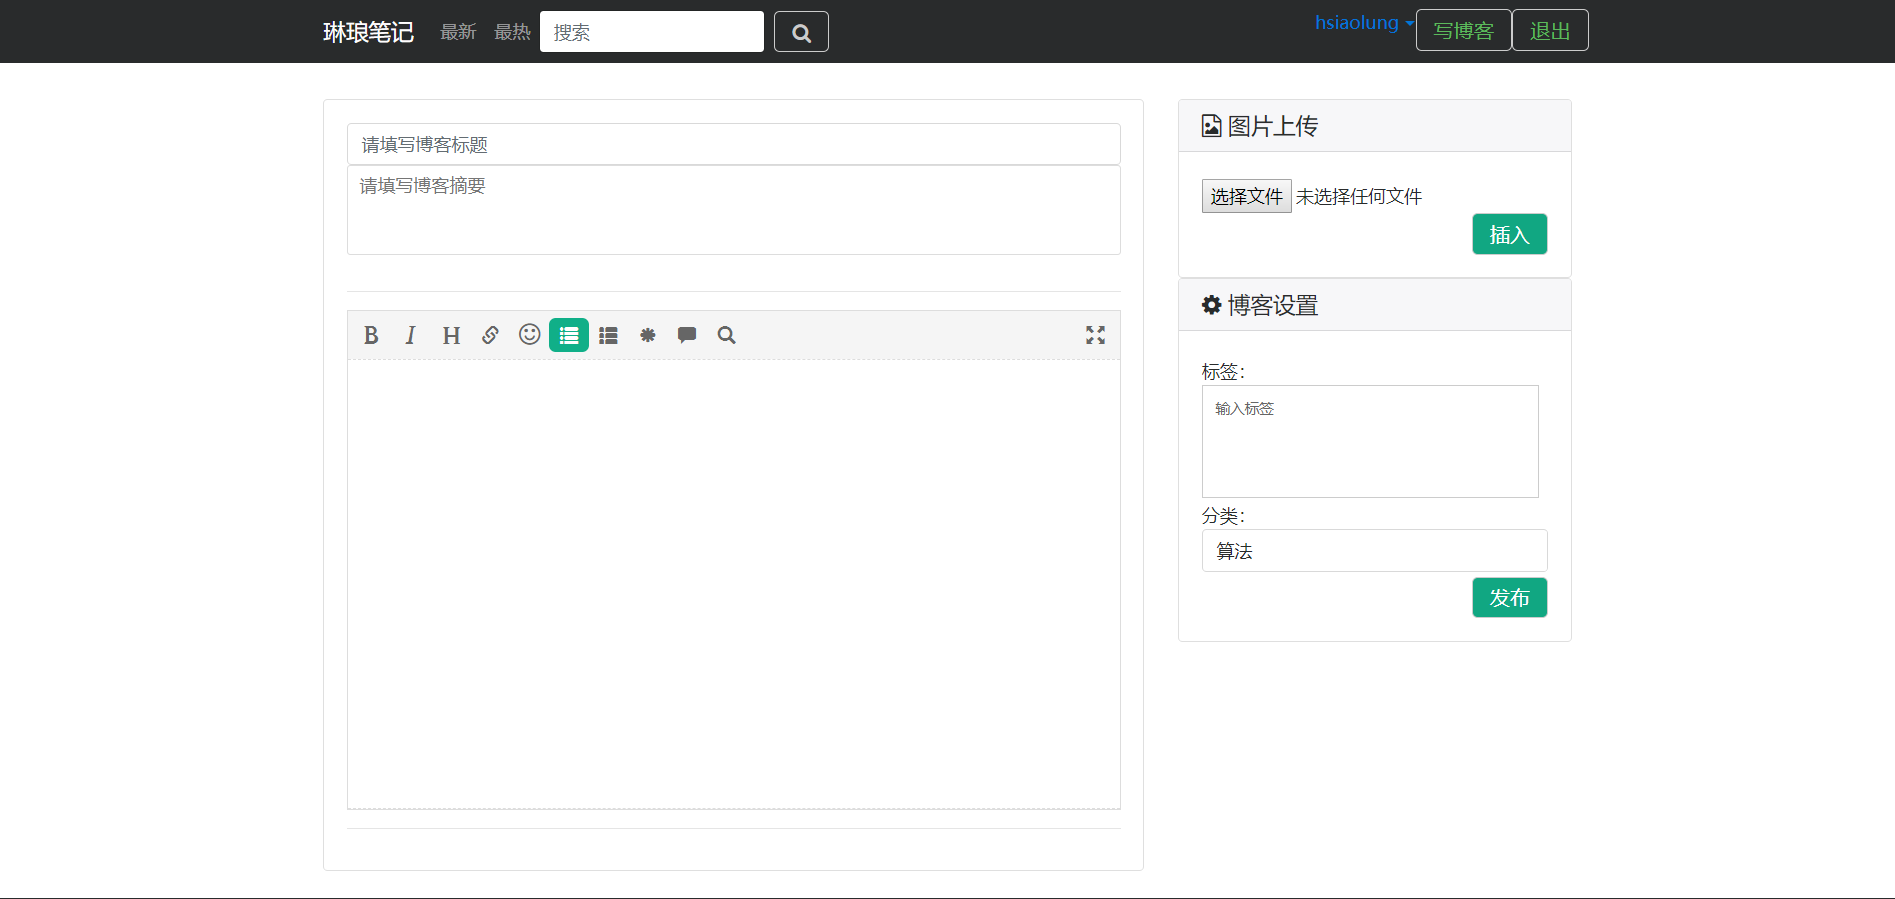 琳琅笔记 最新 最热 搜索 hsiaolung 写博客 退出
请填写博客标题
请填写博客摘要
B I H
图片上传
选择文件 未选择任何文件
插入
博客设置
标签：
输入标签
分类：
算法
发布